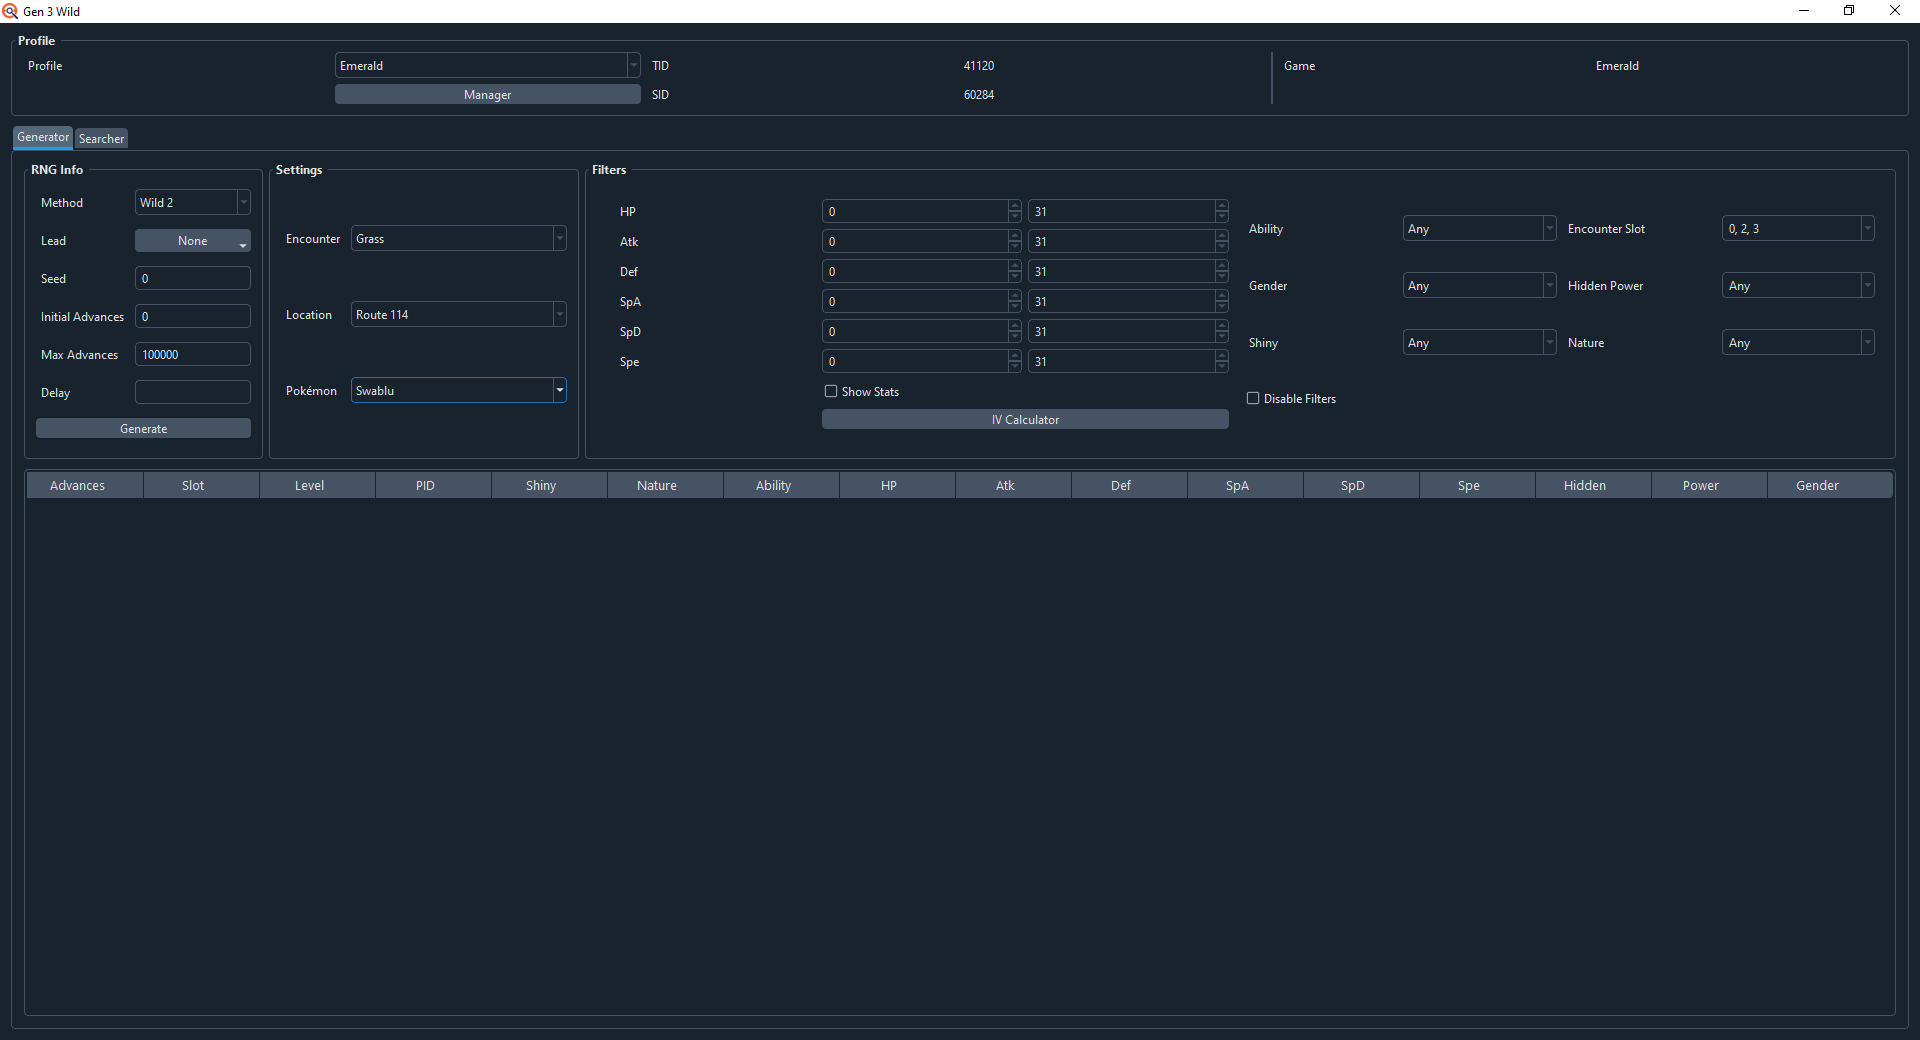 Gen 3 Wild
Profile
Profile Emerald TID 41120 Game Emerald
Manager SID 60284
Generator Searcher
RNG Info
Method Wild 2
Lead None
Seed 0
Initial Advances 0
Max Advances 100000
Delay
Generate
Settings
Encounter Grass
Location Route 114
Pokémon Swablu
Filters
HP 0 31
Atk 0 31
Def 0 31
SpA 0 31
SpD 0 31
Spe 0 31
Show Stats
IV Calculator
Ability Any Encounter Slot 0, 2, 3
Gender Any Hidden Power Any
Shiny Any Nature Any
Disable Filters
Advances Slot Level PID Shiny Nature Ability HP Atk Def SpA SpD Spe Hidden Power Gender